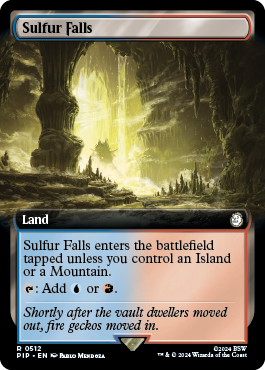 Sulfur Falls
Land
Sulfur Falls enters the battlefield
tapped unless you control an Island
or a Mountain.
: Add or .
Shortly after the vault dwellers moved
out, fire geckos moved in.
R 0512
PIP • EN Pablo Mendoza
©2024 BSW
™ & © 2024 Wizards of the Coast